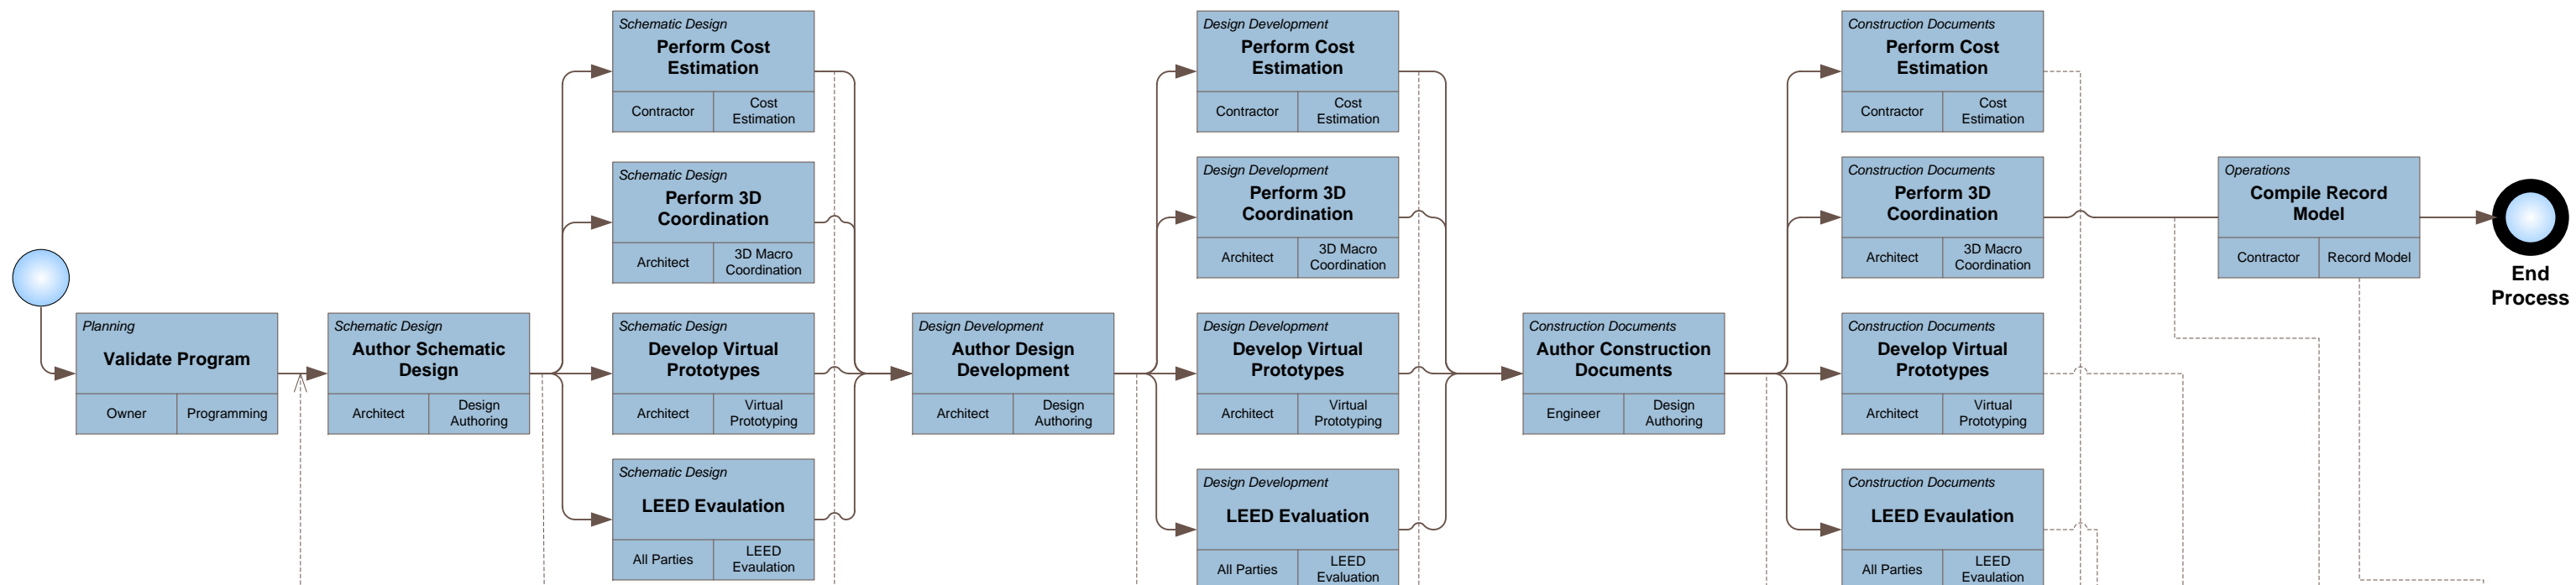 Planning
Validate Program
Owner
Programming
Schematic Design
Author Schematic
Design
Architect
Design
Authoring
Schematic Design
Perform Cost
Estimation
Contractor
Cost
Estimation
Schematic Design
Perform 3D
Coordination
Architect
3D Macro
Coordination
Schematic Design
Develop Virtual
Prototypes
Architect
Virtual
Prototyping
Schematic Design
LEED Evaulation
All Parties
LEED
Evaulation
Design Development
Author Design
Development
Architect
Design
Authoring
Design Development
Perform Cost
Estimation
Contractor
Cost
Estimation
Design Development
Perform 3D
Coordination
Architect
3D Macro
Coordination
Design Development
Develop Virtual
Prototypes
Architect
Virtual
Prototyping
Design Development
LEED Evaluation
All Parties
LEED
Evaluation
Construction Documents
Author Construction
Documents
Engineer
Design
Authoring
Construction Documents
Perform Cost
Estimation
Contractor
Cost
Estimation
Construction Documents
Perform 3D
Coordination
Architect
3D Macro
Coordination
Construction Documents
Develop Virtual
Prototypes
Architect
Virtual
Prototyping
Construction Documents
LEED Evaulation
All Parties
LEED
Evaulation
Operations
Compile Record
Model
Contractor
Record Model
End
Process